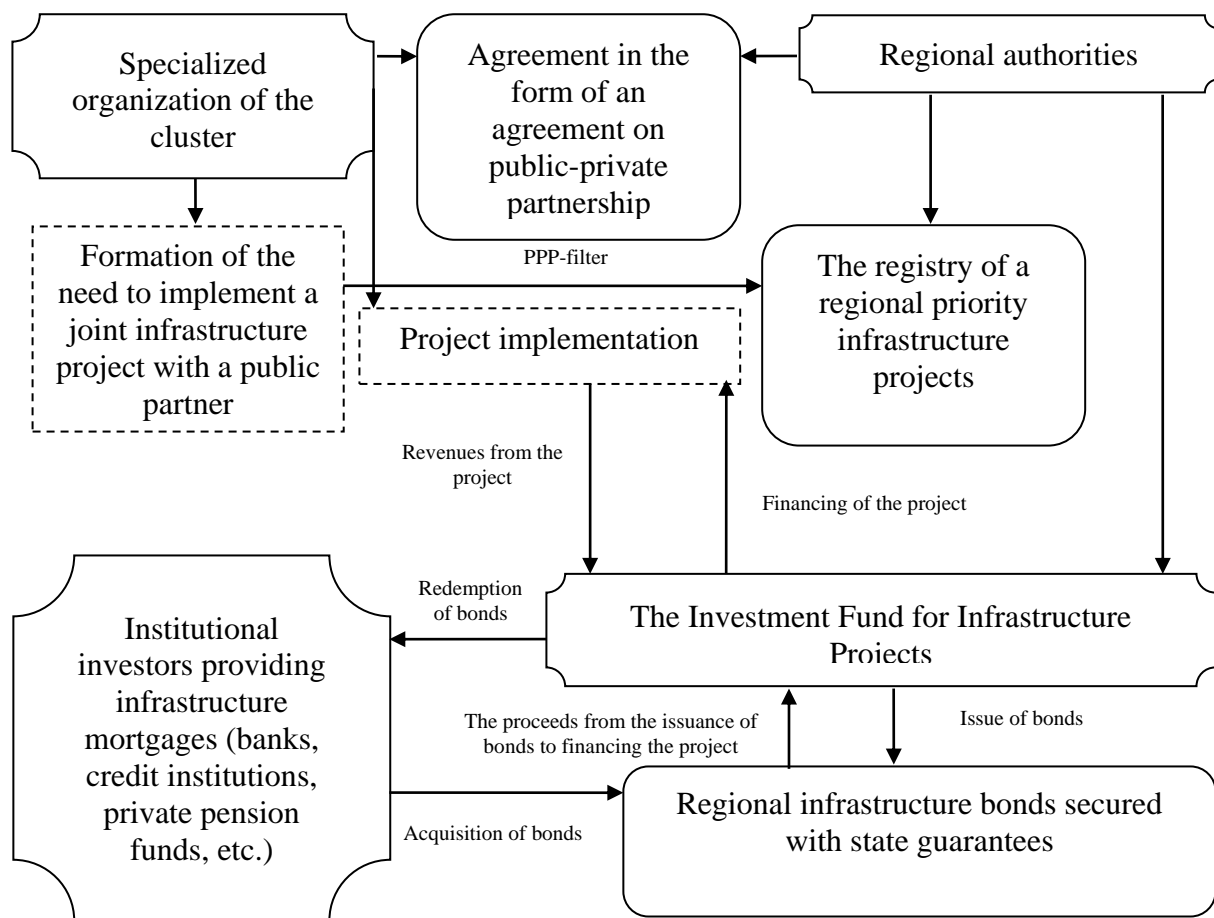 Specialized
organization of the
cluster
Agreement in the
form of an
agreement on
public-private
partnership
Regional authorities
Formation of the
need to implement a
joint infrastructure
project with a public
partner
PPP-filter
The registry of a
regional priority
infrastructure
projects
Project implementation
Revenues from the
project
Financing of the project
Institutional
investors providing
infrastructure
mortgages (banks,
credit institutions,
private pension
funds, etc.)
Redemption
of bonds
The Investment Fund for Infrastructure
Projects
The proceeds from the issuance of
bonds to financing the project
Issue of bonds
Acquisition of bonds
Regional infrastructure bonds secured
with state guarantees